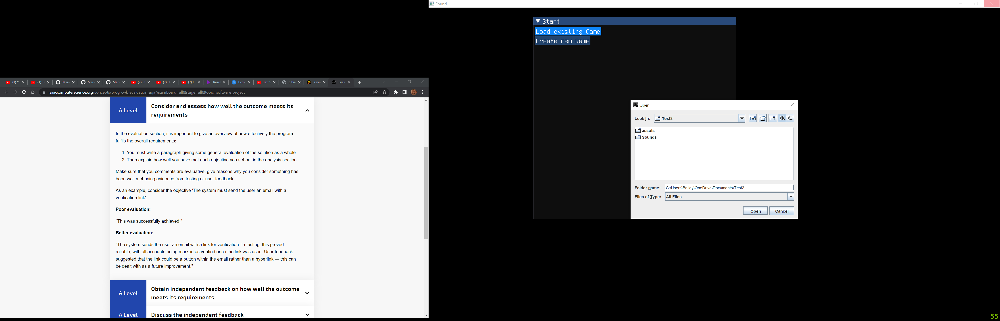 (1) Y
(1) T
Mari
Mari
Mari
(7) S
(7) H
(7) E
Resu
Explo
Jeff S
glBin
Kaym
Evalu
isaaccomputerscience.org/concepts/prog_cwk_evaluation_aqa?examBoard=all&stage=all&topic=software_project
A Level
Consider and assess how well the outcome meets its
requirements
In the evaluation section, it is important to give an overview of how effectively the program
fulfils the overall requirements:
1. You must write a paragraph giving some general evaluation of the solution as a whole
2. Then explain how well you have met each objective you set out in the analysis section
Make sure that you comments are evaluative; give reasons why you consider something has
been well met using evidence from testing or user feedback.
As an example, consider the objective 'The system must send the user an email with a
verification link'.
Poor evaluation:
"This was successfully achieved."
Better evaluation:
"The system sends the user an email with a link for verification. In testing, this proved
reliable, with all accounts being marked as verified once the link was used. User feedback
suggested that the link could be a button within the email rather than a hyperlink — this can
be dealt with as a future improvement."
A Level
Obtain independent feedback on how well the outcome
meets its requirements
A Level
Discuss the independent feedback
Found
Start
Load existing Game
Create new Game
JB
Open
Look In:
Test2
assets
Sounds
Folder name:
C:\Users\Bailey\OneDrive\Documents\Test2
Files of Type:
All Files
Open
Cancel
55